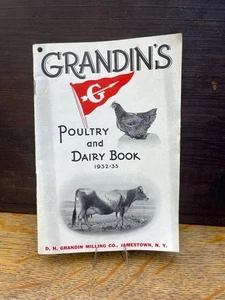 GRANDIN'S
G
POULTRY
and
DAIRY BOOK
1932-33
D. H. GRANDIN MILLING CO., JAMESTOWN, N. Y.